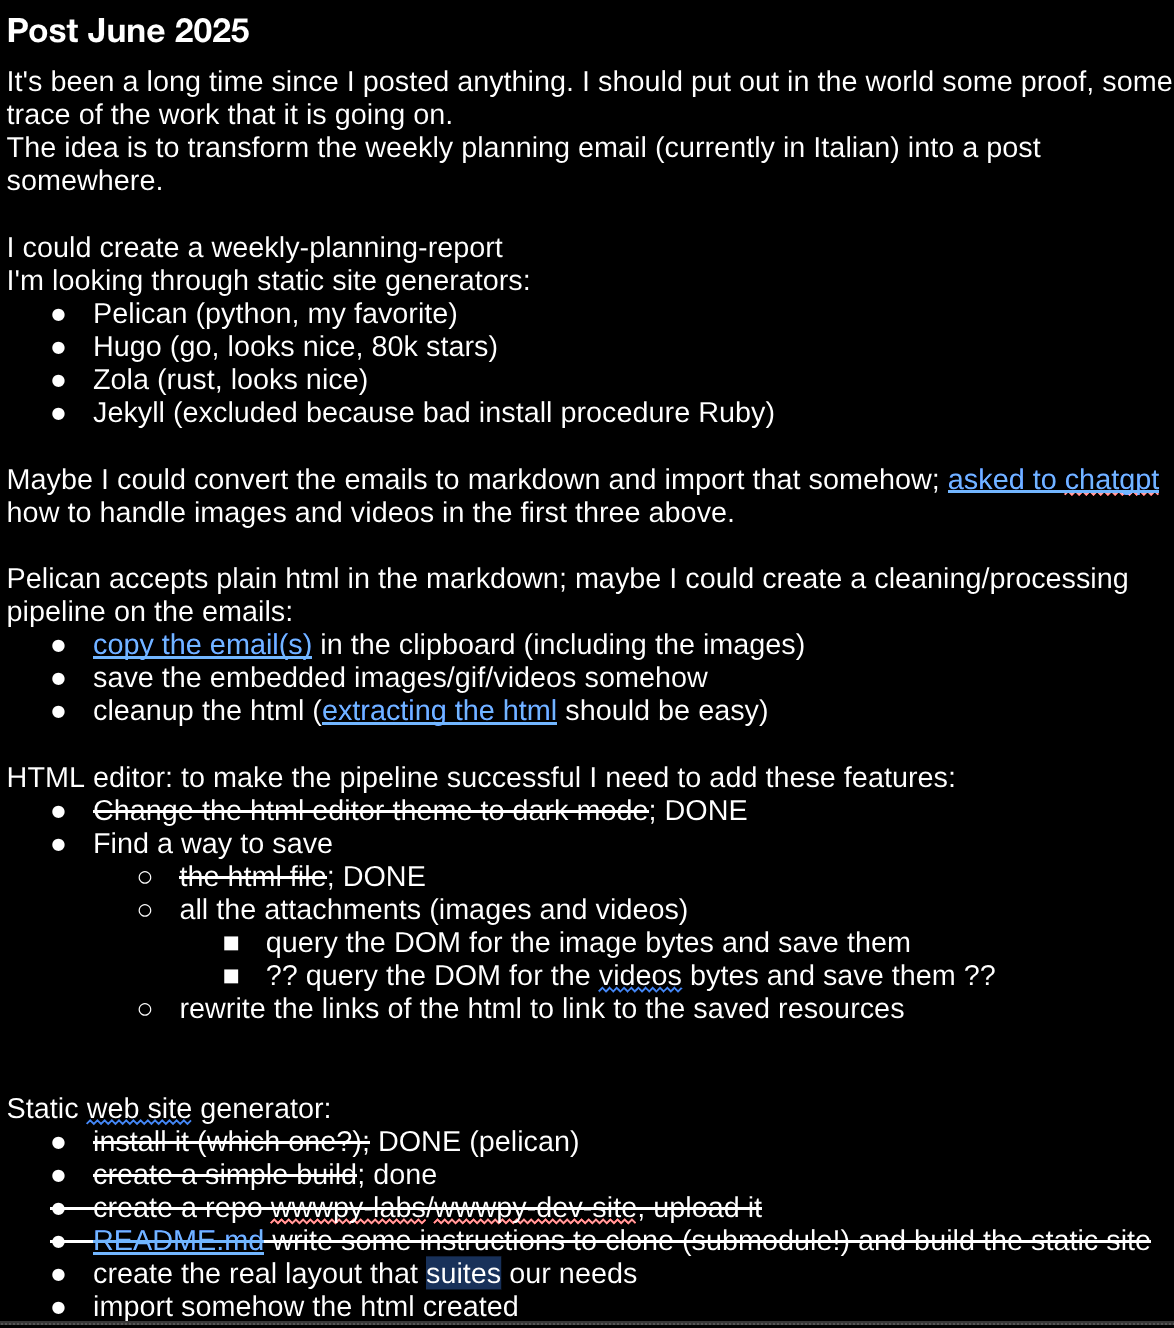 Post June 2025
It's been a long time since I posted anything. I should put out in the world some proof, some
trace of the work that it is going on.
The idea is to transform the weekly planning email (currently in Italian) into a post
somewhere.
I could create a weekly-planning-report
I'm looking through static site generators:
● Pelican (python, my favorite)
● Hugo (go, looks nice, 80k stars)
● Zola (rust, looks nice)
● Jekyll (excluded because bad install procedure Ruby)
Maybe I could convert the emails to markdown and import that somehow; asked to chatgpt
how to handle images and videos in the first three above.
Pelican accepts plain html in the markdown; maybe I could create a cleaning/processing
pipeline on the emails:
● copy the email(s) in the clipboard (including the images)
● save the embedded images/gif/videos somehow
● cleanup the html (extracting the html should be easy)
HTML editor: to make the pipeline successful I need to add these features:
● Change the html editor theme to dark mode; DONE
● Find a way to save
○ the html file; DONE
○ all the attachments (images and videos)
■ query the DOM for the image bytes and save them
■ ?? query the DOM for the videos bytes and save them ??
○ rewrite the links of the html to link to the saved resources
Static web site generator:
● install it (which one?); DONE (pelican)
● create a simple build; done
● create a repo wwwpy-labs/wwwpy-dev-site, upload it
● README.md write some instructions to clone (submodule!) and build the static site
● create the real layout that suites our needs
● import somehow the html created